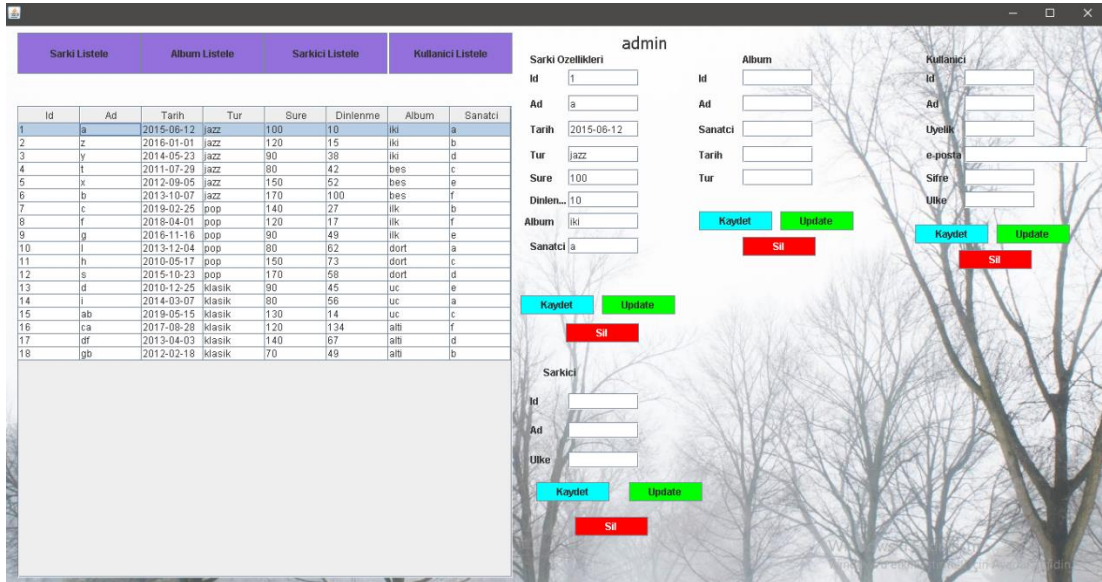 Sarki Listele Album Listele Sarkici Listele Kullanici Listele
Id Ad Tarih Tur Sure Dinlenme Album Sanatci
1 a 2015-06-12 jazz 100 10 iki a
2 z 2016-01-01 jazz 120 15 iki b
3 y 2014-05-23 jazz 90 38 iki d
4 t 2011-07-29 jazz 80 42 bes c
5 x 2012-09-05 jazz 150 52 bes e
6 b 2013-10-07 jazz 170 100 bes f
7 c 2019-02-25 pop 140 27 ilk b
8 f 2018-04-01 pop 120 17 ilk f
9 g 2016-11-16 pop 90 49 ilk e
10 l 2013-12-04 pop 80 62 dort a
11 h 2010-05-17 pop 150 73 dort c
12 s 2015-10-23 pop 170 58 dort d
13 d 2010-12-25 klasik 90 45 uc e
14 i 2014-03-07 klasik 80 56 uc a
15 ab 2019-05-15 klasik 130 14 uc c
16 ca 2017-08-28 klasik 120 134 alti f
17 df 2013-04-03 klasik 140 67 alti d
18 gb 2012-02-18 klasik 70 49 alti b
admin
Sarki Ozellikleri
Id 1
Ad a
Tarih 2015-06-12
Tur jazz
Sure 100
Dinlen... 10
Album iki
Sanatci a
Kaydet Update
Sil
Sarkici
Id
Ad
Ulke
Kaydet Update
Sil
Album
Id
Ad
Sanatci
Tarih
Tur
Kaydet Update
Sil
Kullanici
Id
Ad
Uyelik
e-posta
Sifre
Ulke
Kaydet Update
Sil